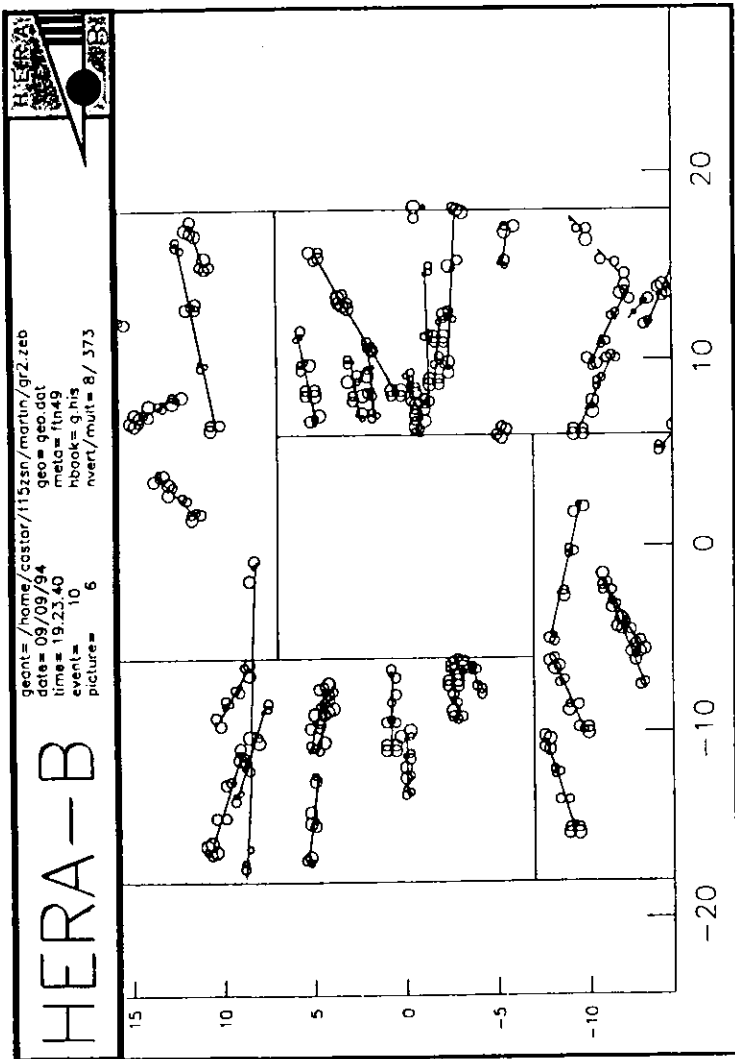 HERA-B
geant= /home/castor/f15zsn/martin/gr2.zeb
date= 09/09/94 geo= geo.dat
time= 19.23.40 meta= ftn49
event= 10 hbook= g.his
picture= 6 nvert/mult= 8/ 373
HERA
B
15
10
5
0
-5
-10
-20
-10
0
10
20